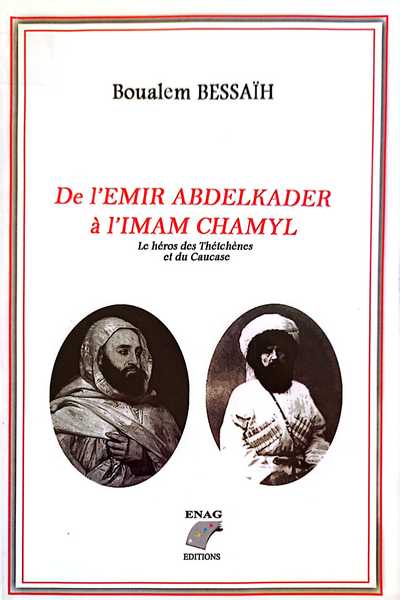 Boualem BESSAÏH
De l'EMIR ABDELKADER
à l'IMAM CHAMYL
Le héros des Thétchènes
et du Caucase
ENAG
EDITIONS